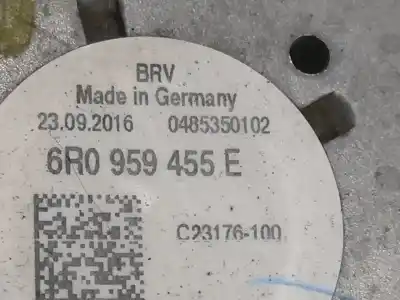 BRV
Made in Germany
23.09.2016 0485350102
6R0 959 455 E
C23176-100